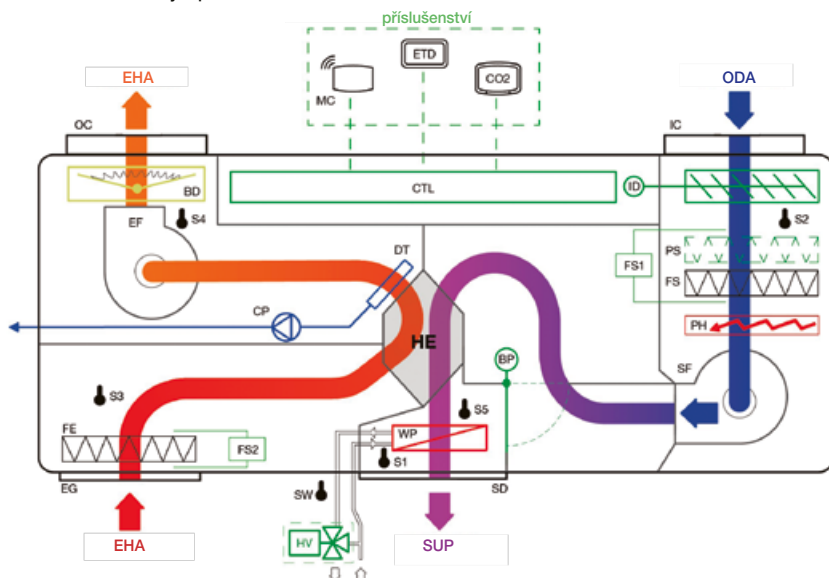 příslušenství
ETD
CO2
MC
EHA
ODA
OC
IC
BD
CTL
ID
EF
S4
S2
DT
PS
FS1
FS
CP
HE
PH
BP
SF
S3
S5
FE
WP
FS2
S1
EG
SW
SD
HV
EHA
SUP